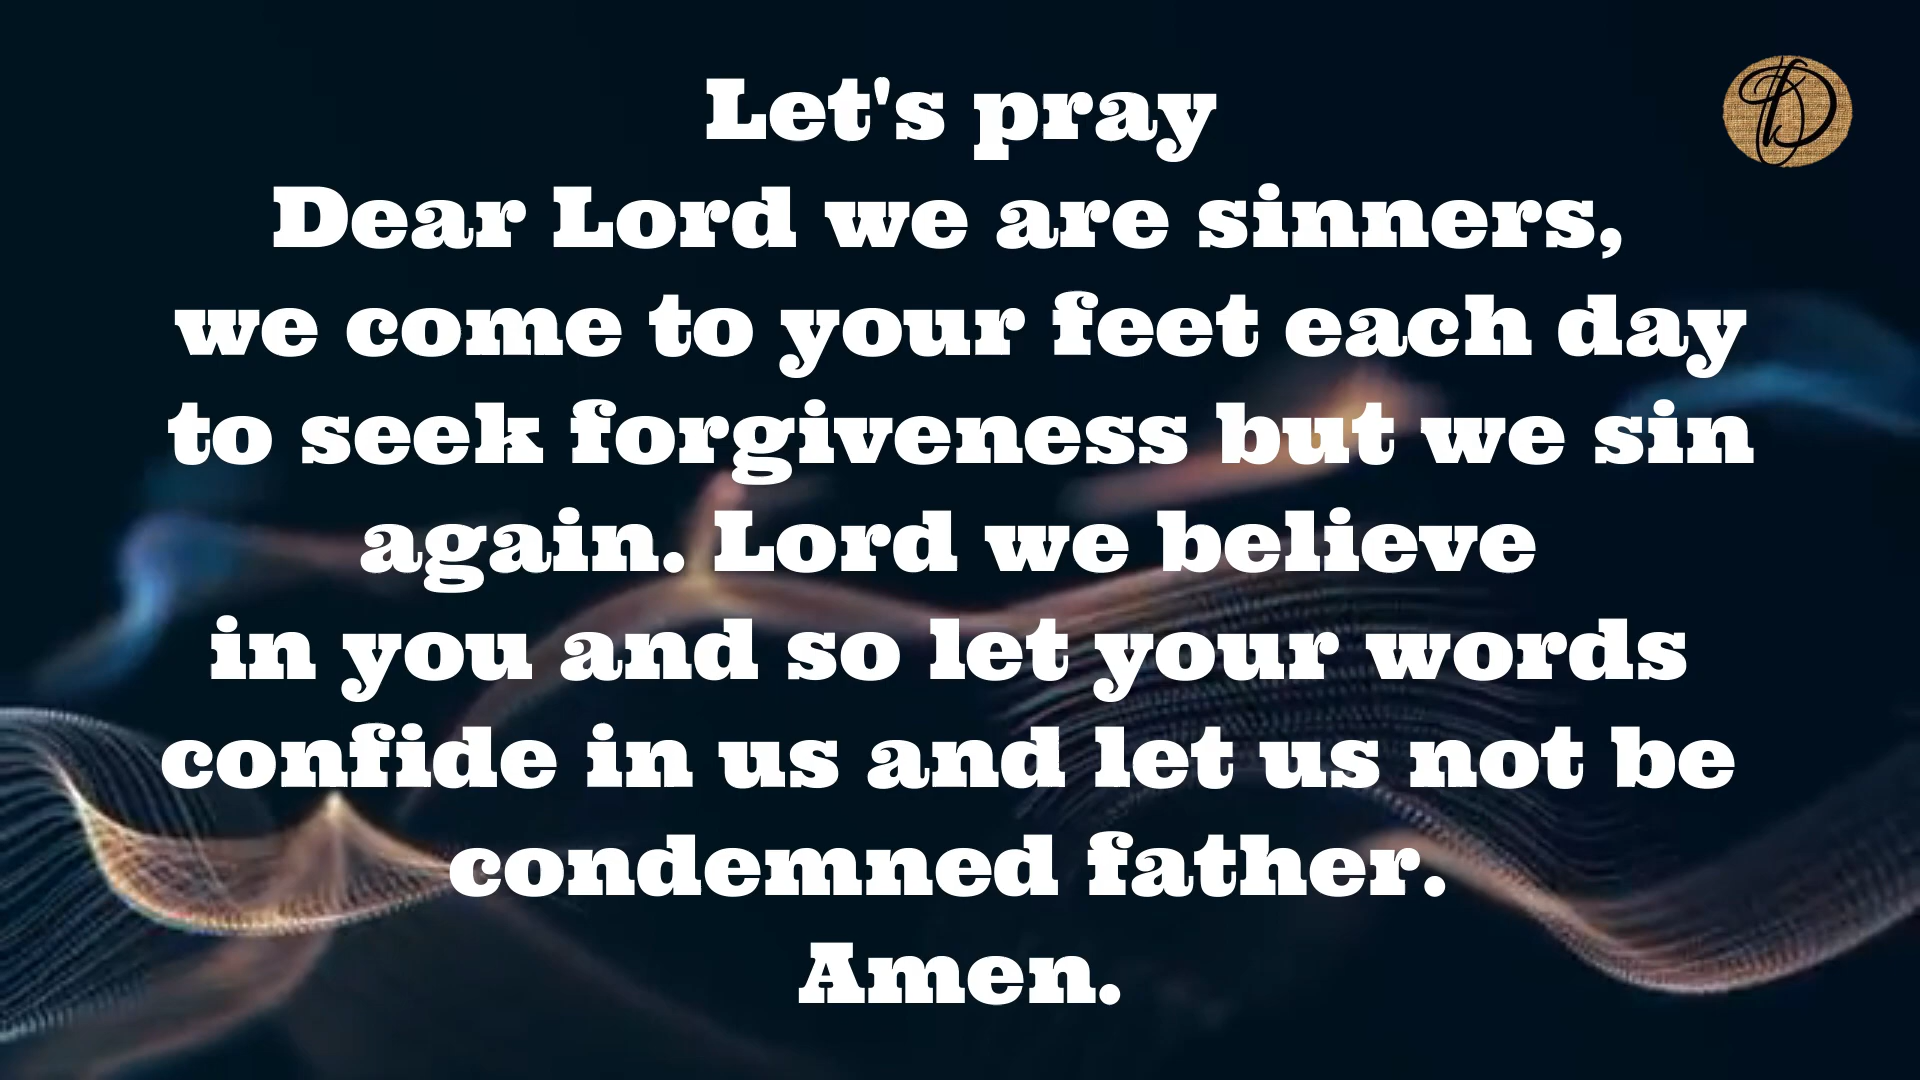 Let's pray
Dear Lord we are sinners,
we come to your feet each day
to seek forgiveness but we sin
again. Lord we believe
in you and so let your words
confide in us and let us not be
condemned father.
Amen.